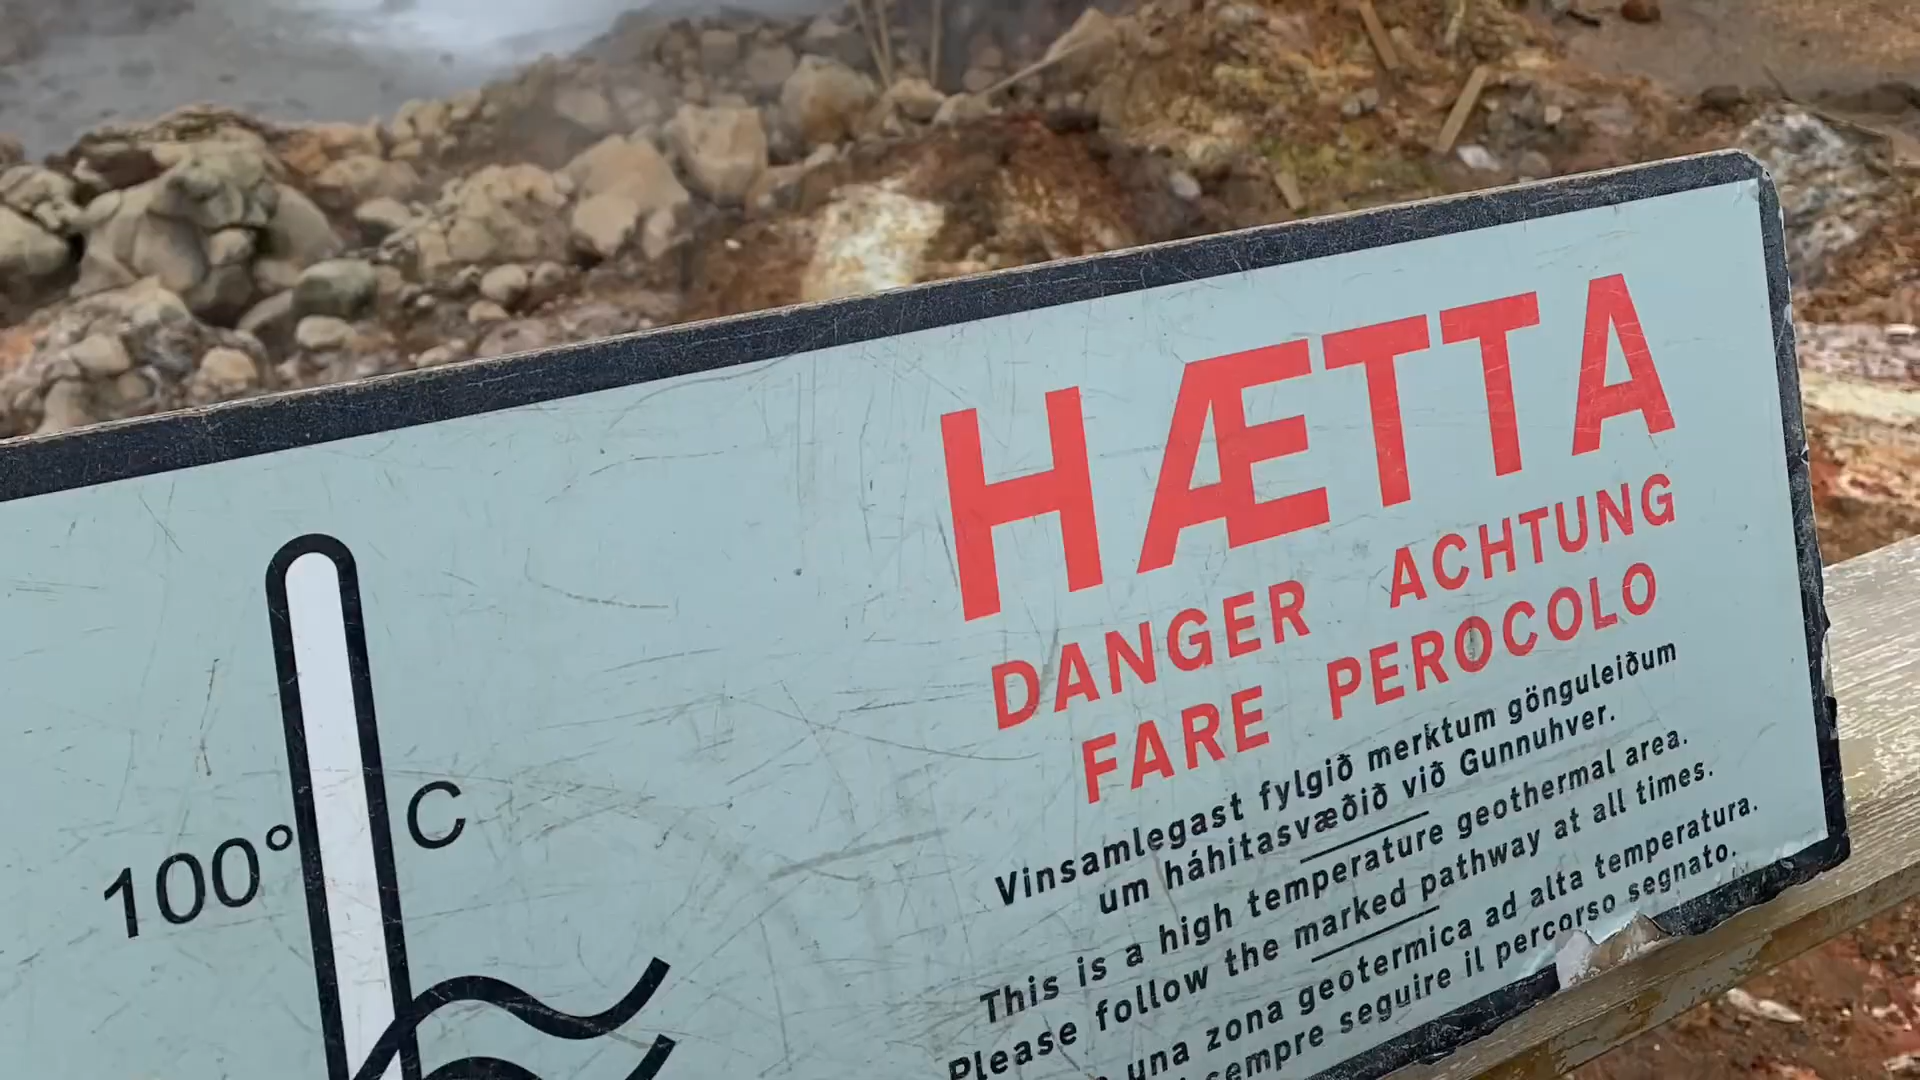 HÆTTA
DANGER ACHTUNG
FARE PEROCOLO
Vinsamlegast fylgið merktum gönguleiðum
um háhitasvæðið við Gunnuhver.
This is a high temperature geothermal area.
Please follow the marked pathway at all times.
una zona geotermica ad alta temperatura.
sempre seguire il percorso segnato.
100° C